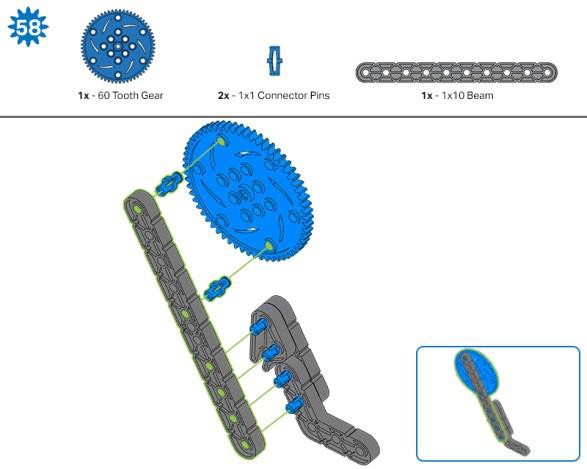 58
1x - 60 Tooth Gear
2x - 1x1 Connector Pins
1x - 1x10 Beam